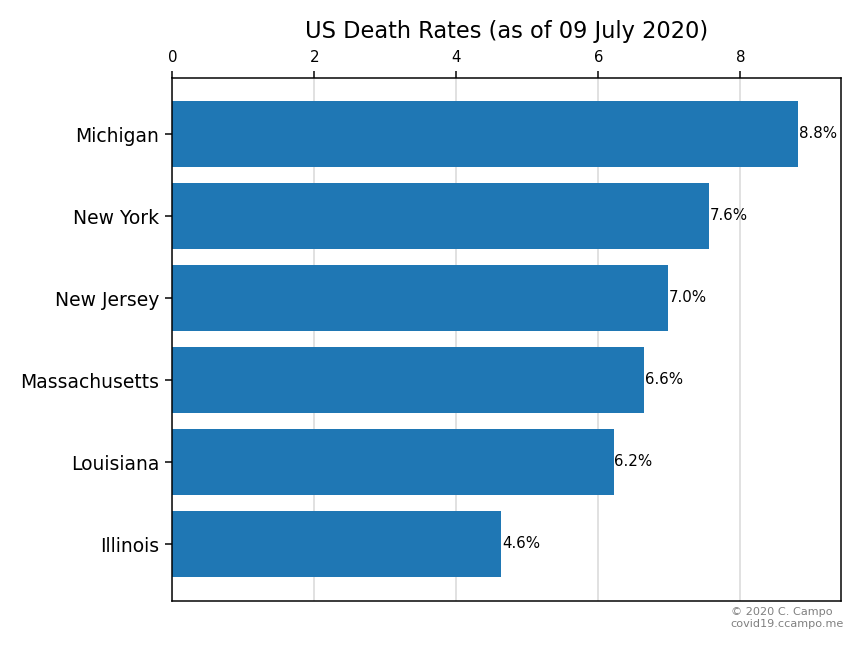 US Death Rates (as of 09 July 2020)
0 2 4 6 8
Michigan 8.8%
New York 7.6%
New Jersey 7.0%
Massachusetts 6.6%
Louisiana 6.2%
Illinois 4.6%
© 2020 C. Campo
covid19.ccampo.me